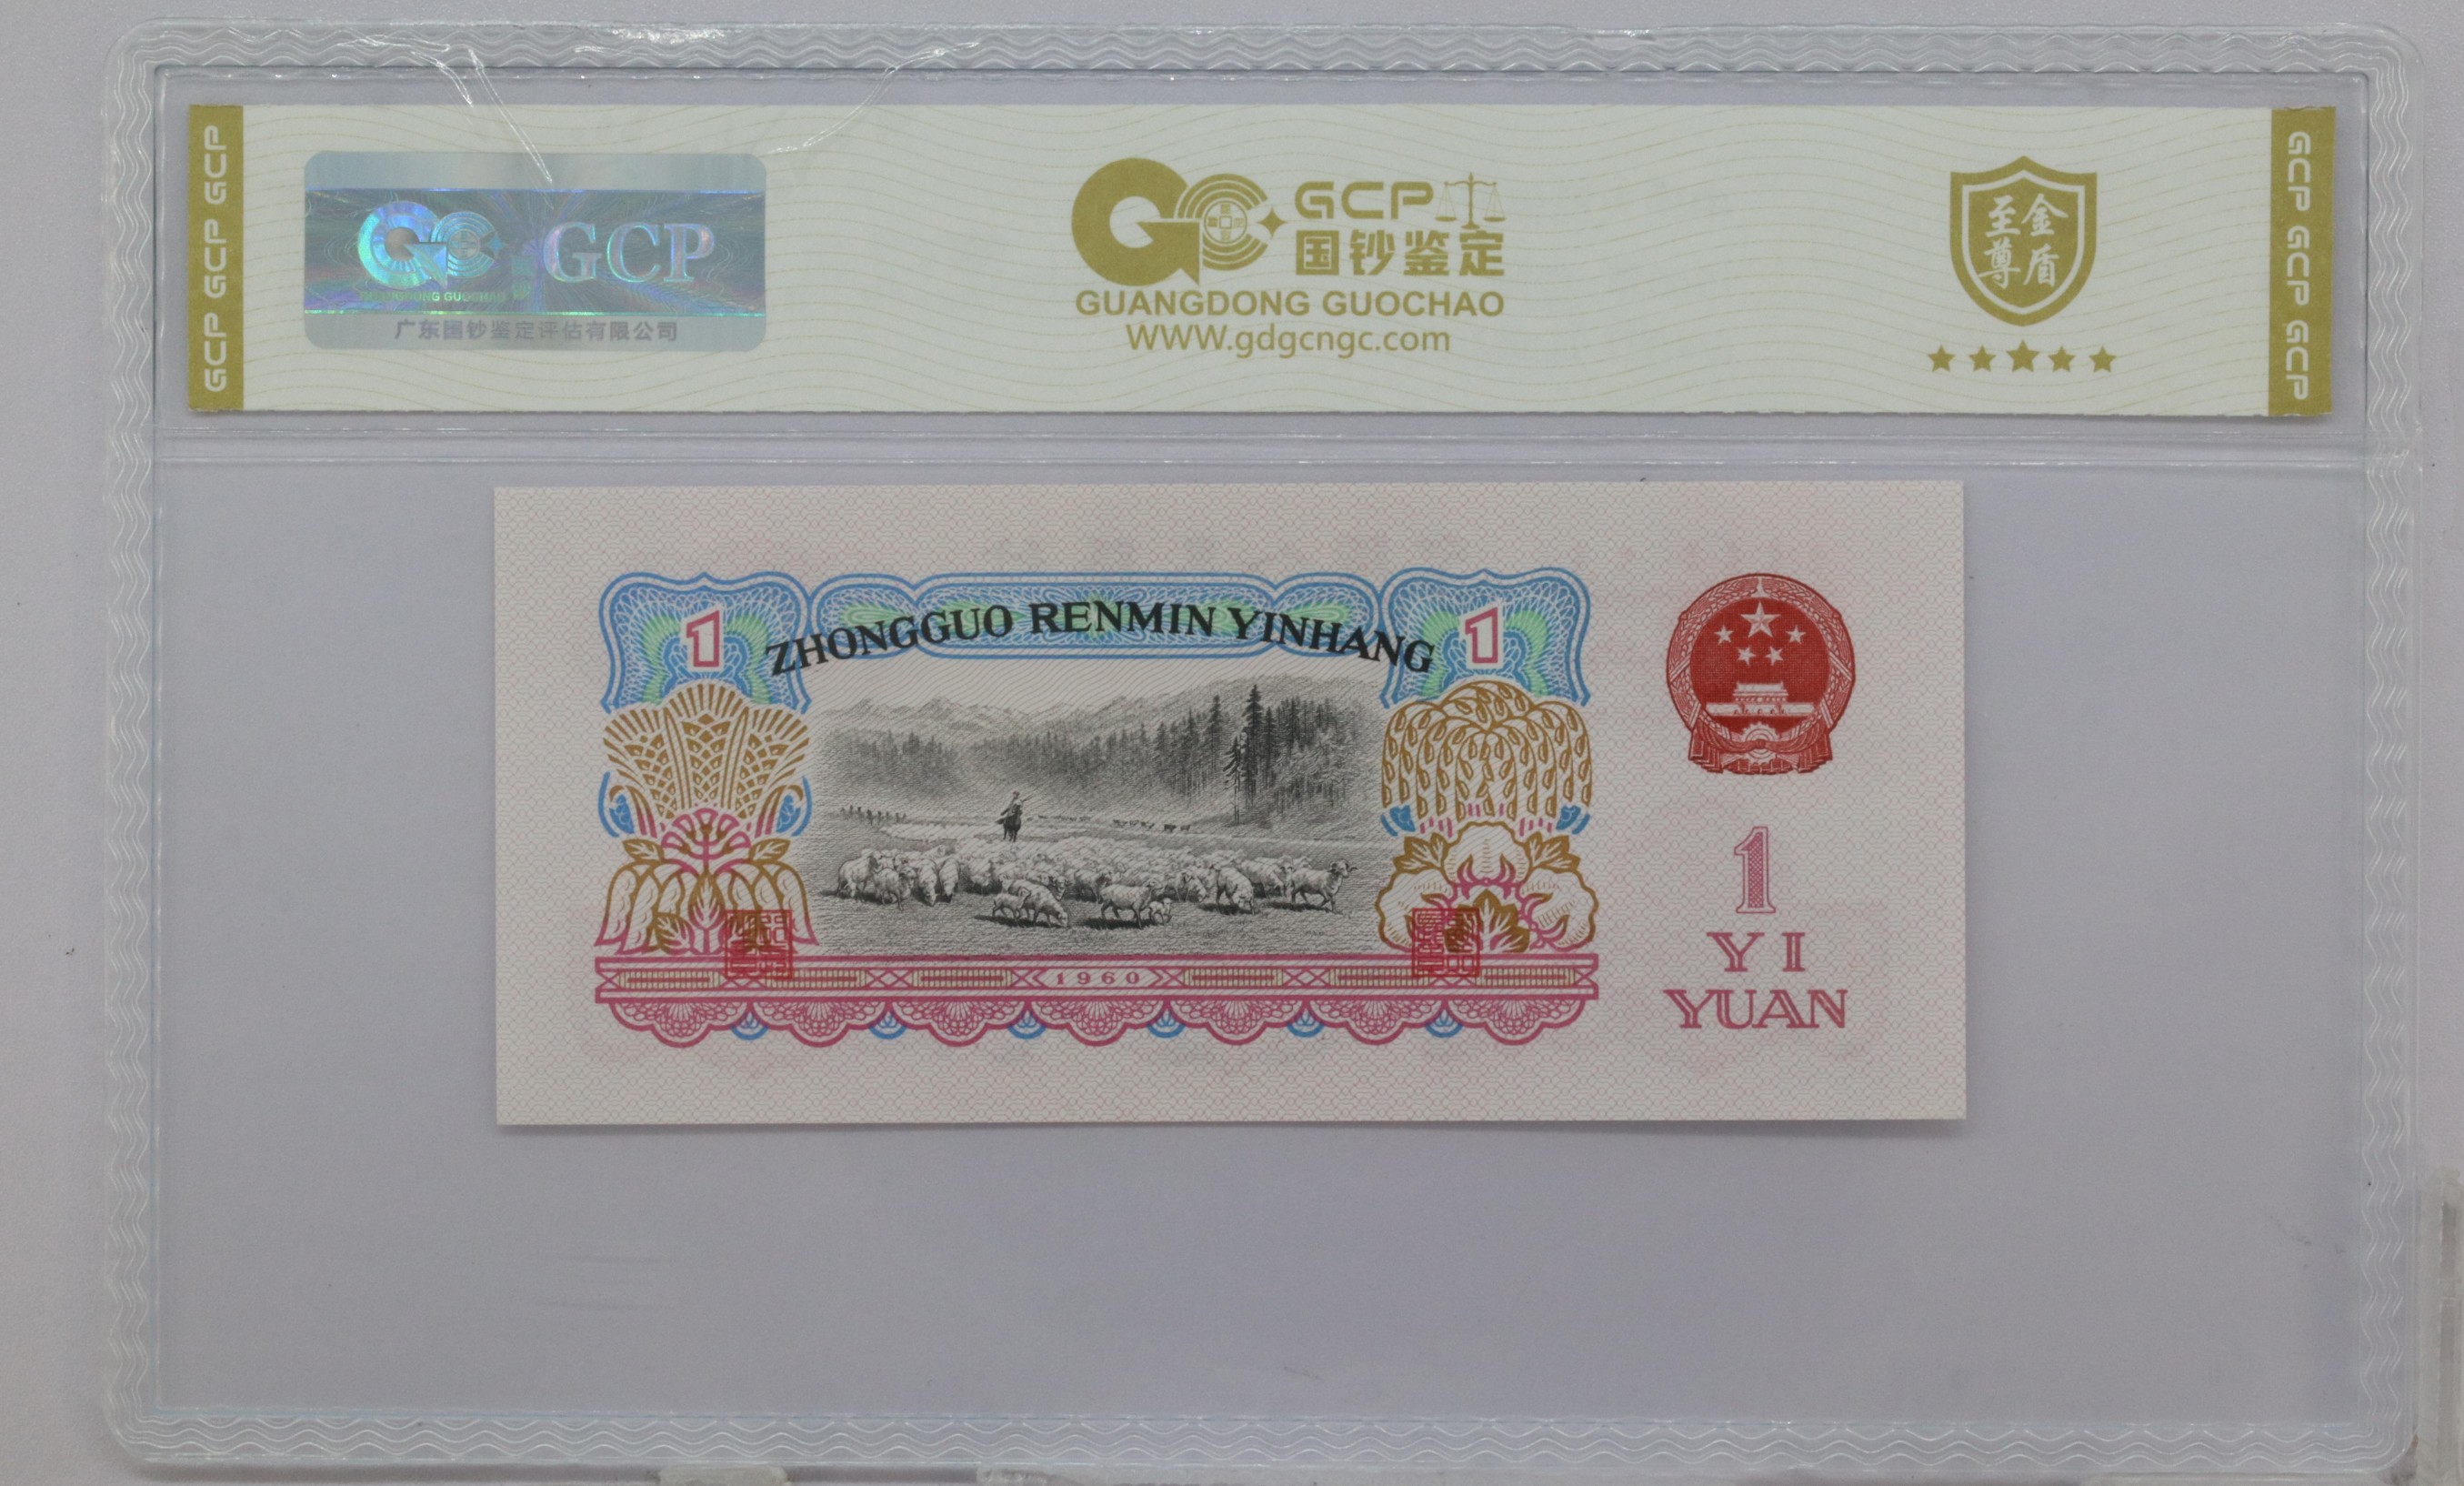 GCP GCP GCP
GCP
GUANGDONG GUOCHAO
广东国钞鉴定评估有限公司
GCP
国钞鉴定
GUANGDONG GUOCHAO
WWW.gdgcngc.com
至尊
金盾
GCP GCP GCP
1
ZHONGGUO RENMIN YINHANG
1
1960
1
YI
YUAN